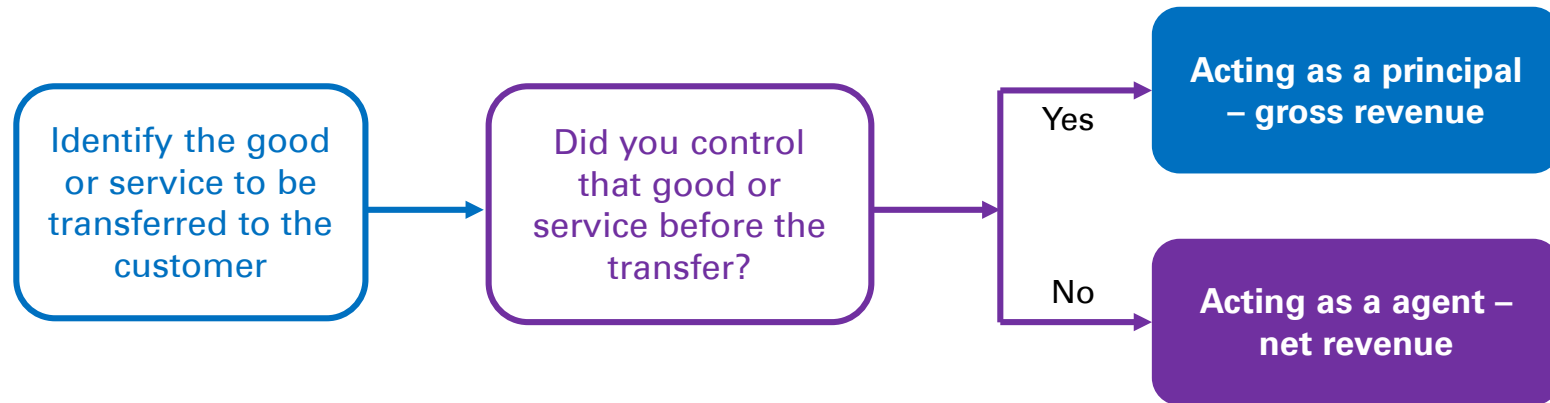 Identify the good
or service to be
transferred to the
customer
Did you control
that good or
service before the
transfer?
Yes
Acting as a principal
– gross revenue
No
Acting as a agent –
net revenue